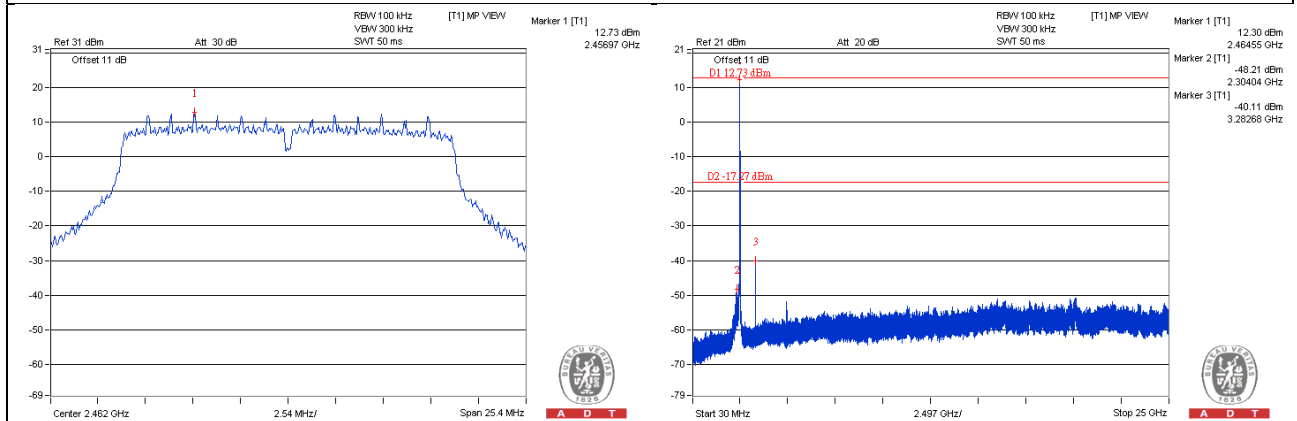 RBW 100 kHz [T1] MP VIEW
VBW 300 kHz
Ref 31 dBm Att 30 dB SWT 50 ms
Marker 1 [T1]
12.73 dBm
2.45697 GHz
Offset 11 dB
31
20
10
0
-10
-20
-30
-40
-50
-60
-69
1
Center 2.462 GHz 2.54 MHz/ Span 25.4 MHz
BUREAU VERITAS
1828
A D T
RBW 100 kHz [T1] MP VIEW
VBW 300 kHz
Ref 21 dBm Att 20 dB SWT 50 ms
Marker 1 [T1]
12.30 dBm
2.46455 GHz
Marker 2 [T1]
-48.21 dBm
2.30404 GHz
Marker 3 [T1]
-40.11 dBm
3.28268 GHz
Offset 11 dB
D1 12.73 dBm
D2 -17.27 dBm
21
10
0
-10
-20
-30
-40
-50
-60
-70
-79
2
3
Start 30 MHz 2.497 GHz/ Stop 25 GHz
BUREAU VERITAS
1828
A D T